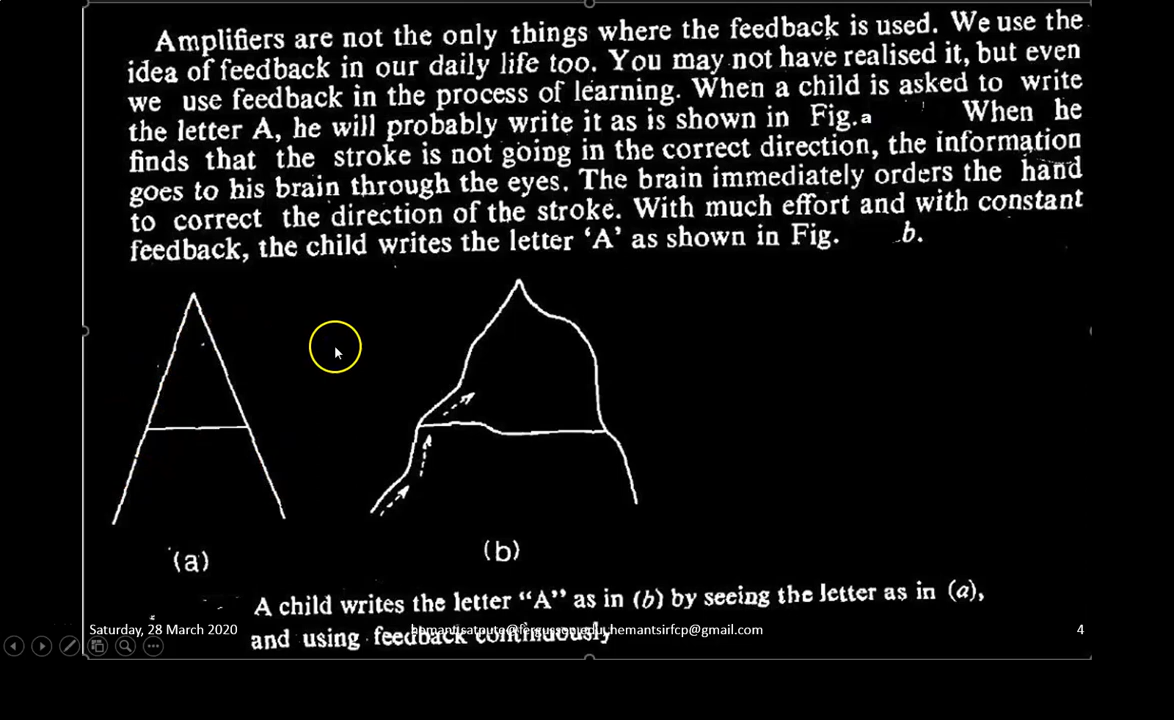 Amplifiers are not the only things where the feedback is used. We use the
idea of feedback in our daily life too. You may not have realised it, but even
we use feedback in the process of learning. When a child is asked to write
the letter A, he will probably write it as is shown in Fig.a When he
finds that the stroke is not going in the correct direction, the information
goes to his brain through the eyes. The brain immediately orders the hand
to correct the direction of the stroke. With much effort and with constant
feedback, the child writes the letter ‘A’ as shown in Fig. b.
(a)
(b)
A child writes the letter “A” as in (b) by seeing the letter as in (a),
and using feedback continuously
Saturday, 28 March 2020
hemantsirfcp@gmail.com
4